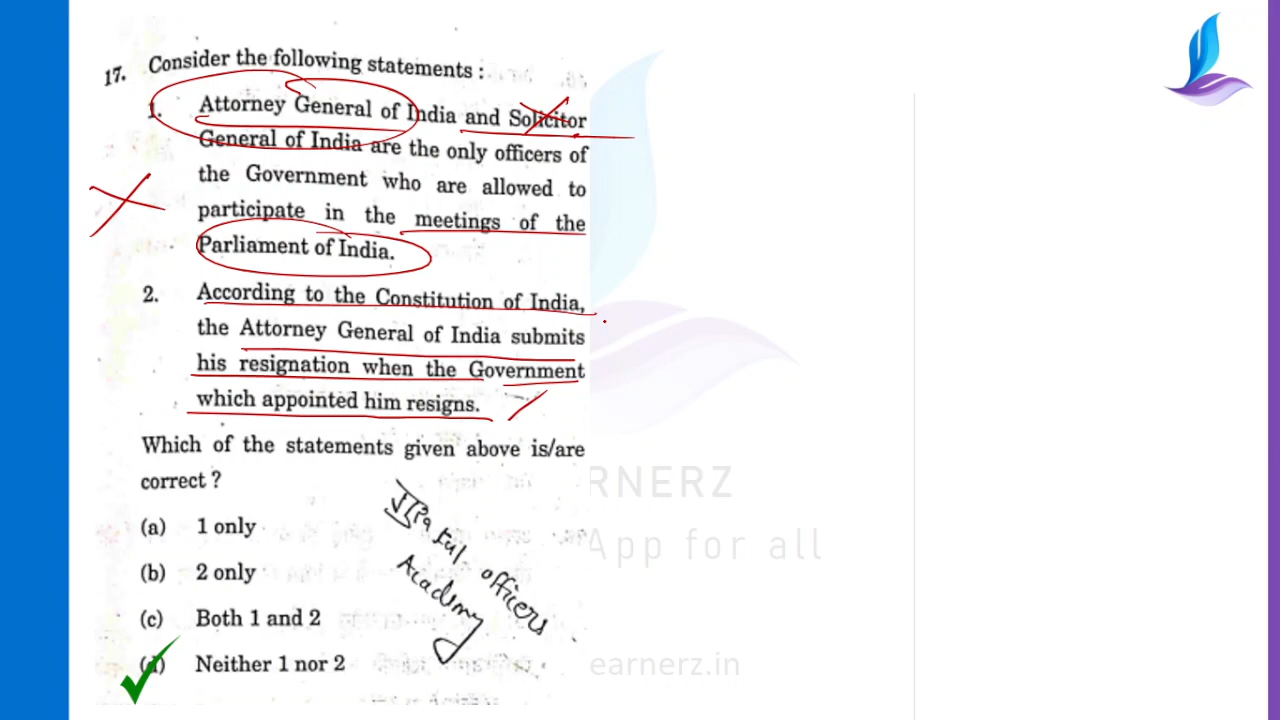 17. Consider the following statements :
1. Attorney General of India and Solicitor
General of India are the only officers of
the Government who are allowed to
participate in the meetings of the
Parliament of India.
2. According to the Constitution of India,
the Attorney General of India submits
his resignation when the Government
which appointed him resigns.
Which of the statements given above is/are
correct ?
(a) 1 only
(b) 2 only
(c) Both 1 and 2
(d) Neither 1 nor 2
officers
Academy
RNERZ
App for all
earnerz.in